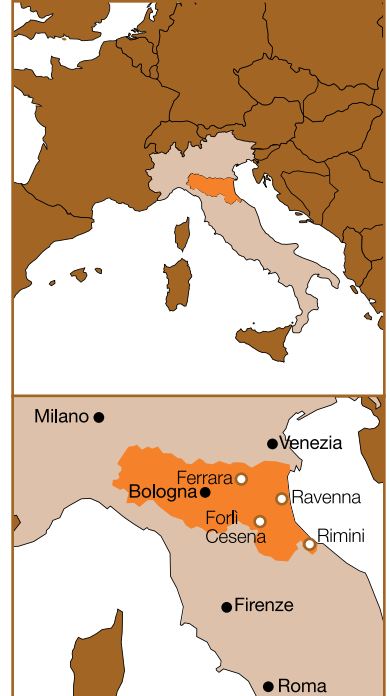 Milano
Venezia
Ferrara
Bologna
Ravenna
Forlì
Cesena
Rimini
Firenze
Roma